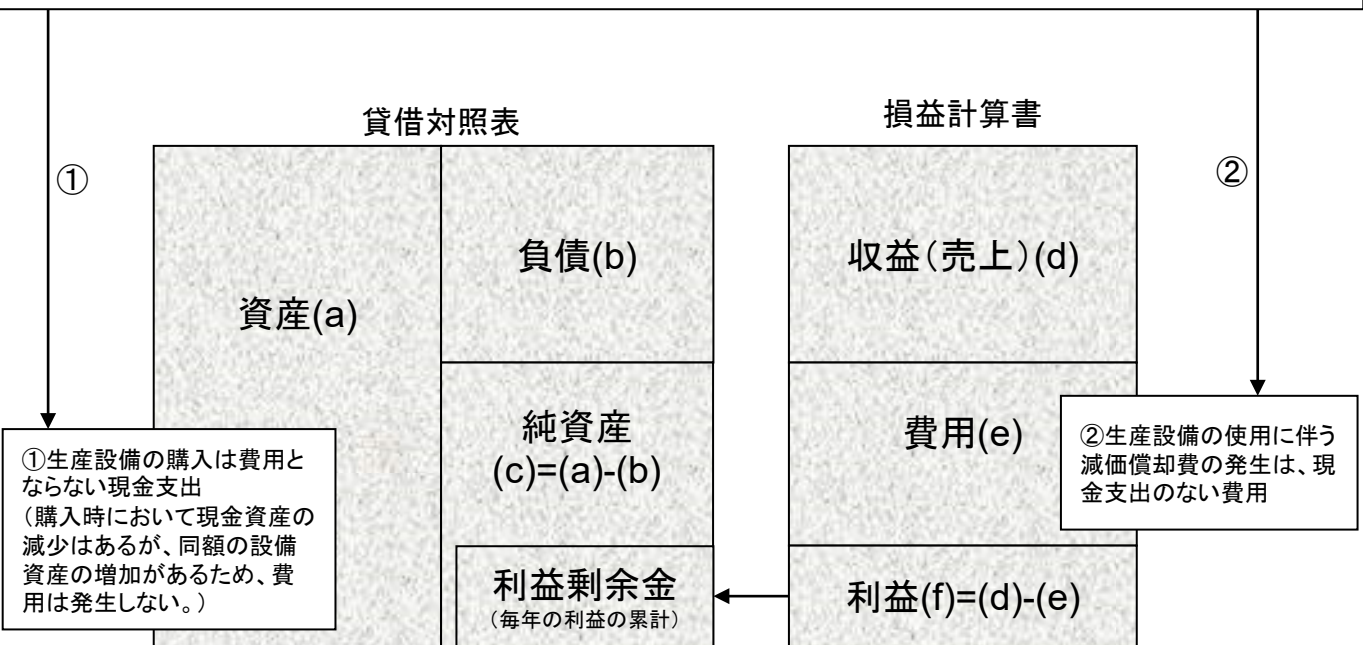 貸借対照表
損益計算書
①
②
資産(a)
負債(b)
純資産
(c)=(a)-(b)
利益剰余金
（毎年の利益の累計）
収益（売上）(d)
費用(e)
利益(f)=(d)-(e)
①生産設備の購入は費用と
ならない現金支出
（購入時において現金資産の
減少はあるが、同額の設備
資産の増加があるため、費
用は発生しない。）
②生産設備の使用に伴う
減価償却費の発生は、現
金支出のない費用